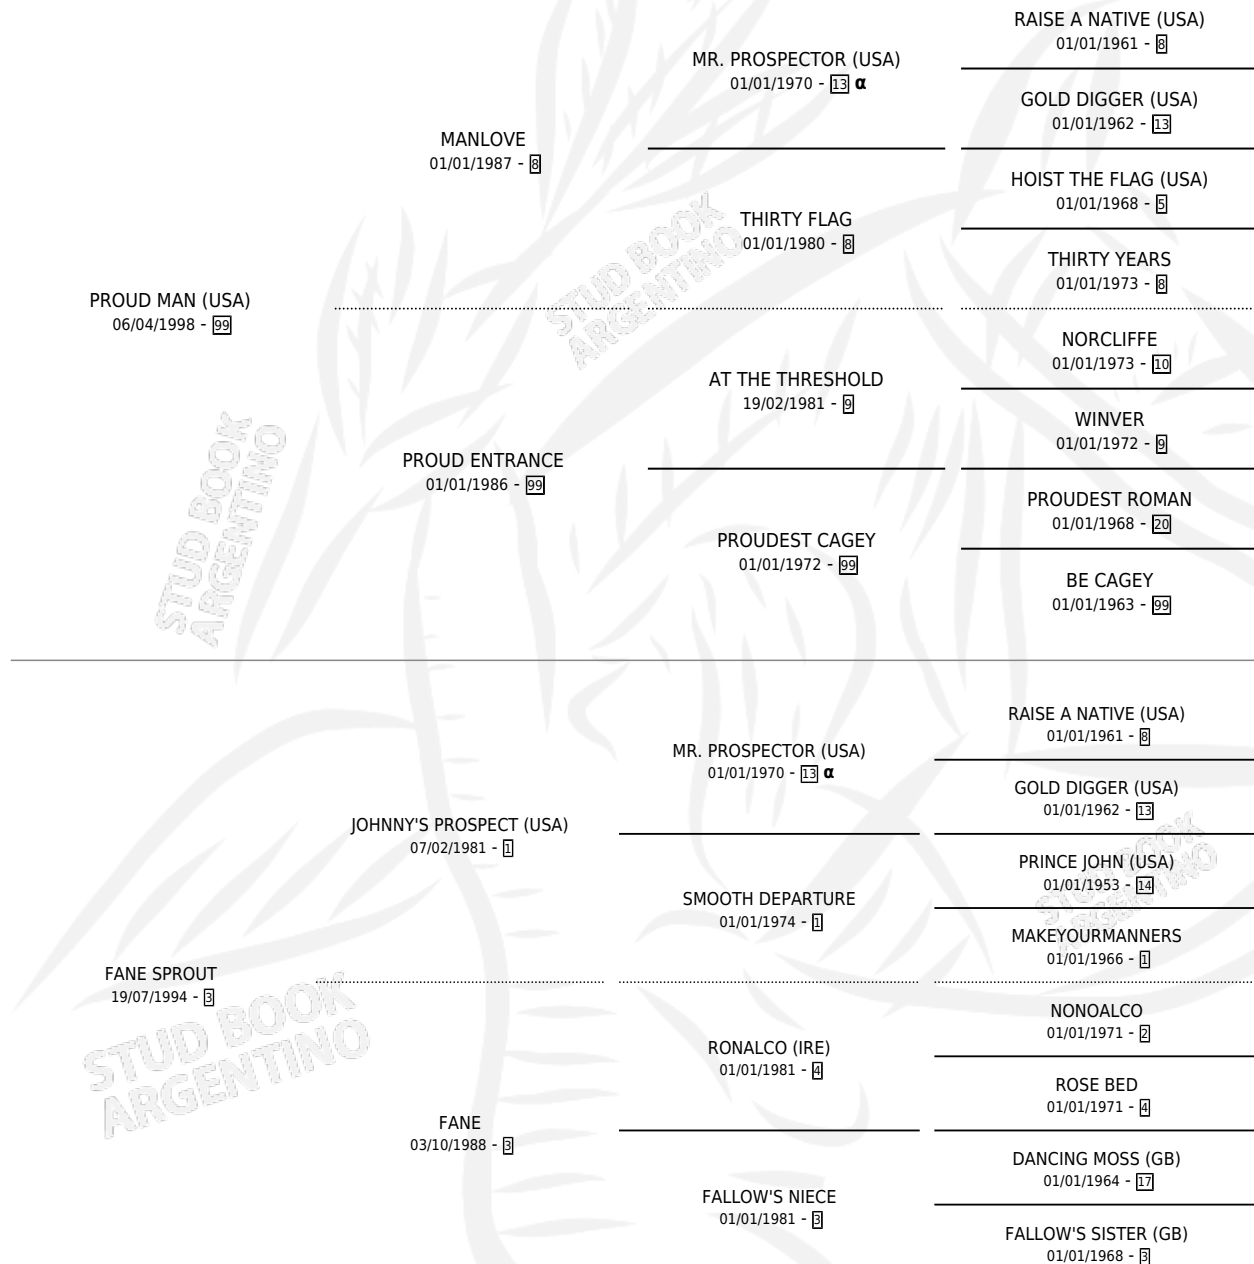 RAISE A NATIVE (USA)
01/01/1961 - 8
MR. PROSPECTOR (USA)
01/01/1970 - 13 α
GOLD DIGGER (USA)
01/01/1962 - 13
MANLOVE
01/01/1987 - 8
HOIST THE FLAG (USA)
01/01/1968 - 5
THIRTY FLAG
01/01/1980 - 8
THIRTY YEARS
01/01/1973 - 8
PROUD MAN (USA)
06/04/1998 - 99
NORCLIFFE
01/01/1973 - 10
AT THE THRESHOLD
19/02/1981 - 9
WINVER
01/01/1972 - 9
PROUD ENTRANCE
01/01/1986 - 99
PROUDEST ROMAN
01/01/1968 - 20
PROUDEST CAGEY
01/01/1972 - 99
BE CAGEY
01/01/1963 - 99
RAISE A NATIVE (USA)
01/01/1961 - 8
MR. PROSPECTOR (USA)
01/01/1970 - 13 α
GOLD DIGGER (USA)
01/01/1962 - 13
JOHNNY'S PROSPECT (USA)
07/02/1981 - 1
PRINCE JOHN (USA)
01/01/1953 - 14
SMOOTH DEPARTURE
01/01/1974 - 1
MAKEYOURMANNERS
01/01/1966 - 1
FANE SPROUT
19/07/1994 - 3
NONOALCO
01/01/1971 - 2
RONALCO (IRE)
01/01/1981 - 4
ROSE BED
01/01/1971 - 4
FANE
03/10/1988 - 3
DANCING MOSS (GB)
01/01/1964 - 17
FALLOW'S NIECE
01/01/1981 - 3
FALLOW'S SISTER (GB)
01/01/1968 - 3
STUD BOOK
ARGENTINO
STUD BOOK
ARGENTINO
STUD BOOK
ARGENTINO
STUD BOOK
ARGENTINO